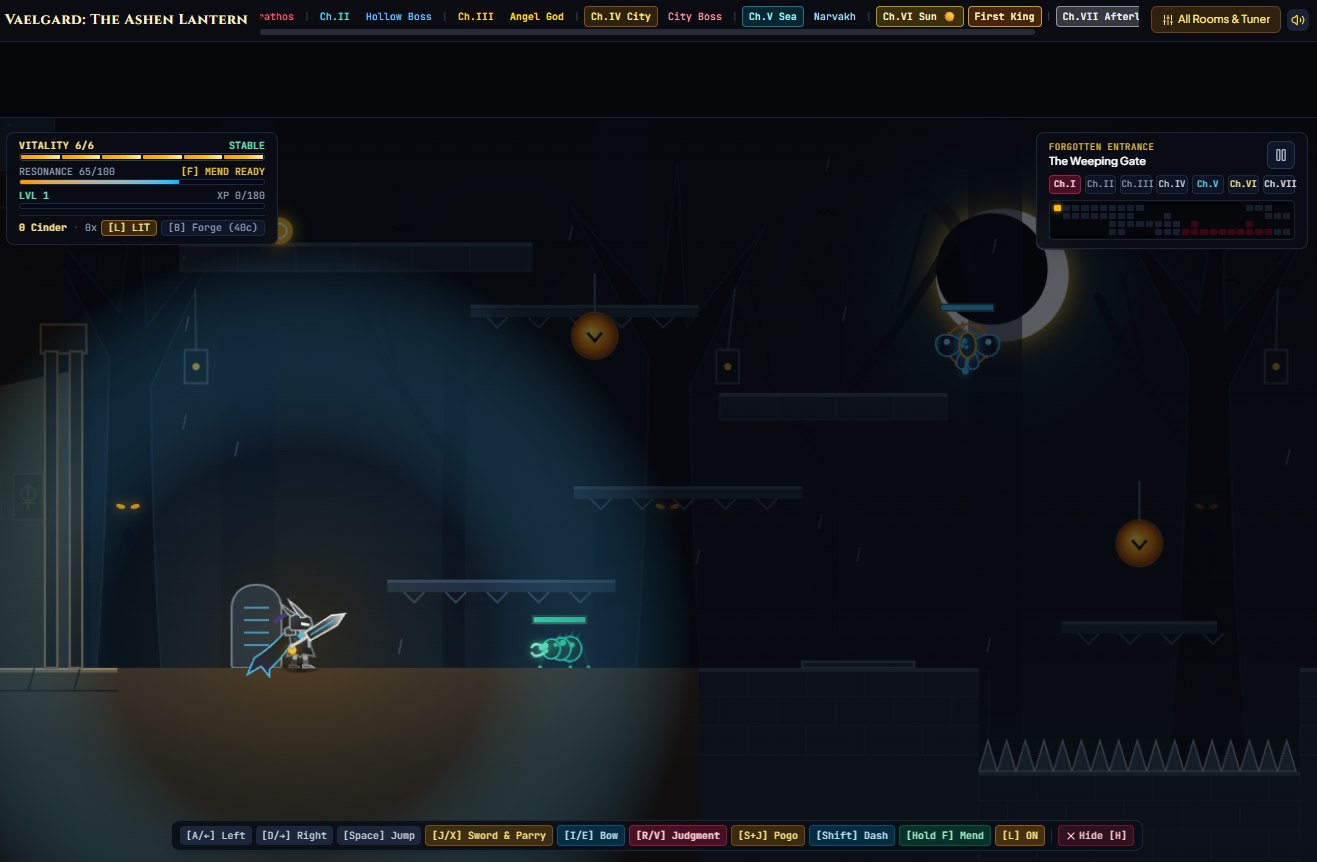 VAELGARD: THE ASHEN LANTERN
Ch.II Hollow Boss Ch.III Angel God Ch.IV City City Boss Ch.V Sea Narvakh Ch.VI Sun First King Ch.VII
All Rooms & Tuner
VITALITY 6/6 STABLE
RESONANCE 65/100 [F] MEND READY
LVL 1 XP 0/180
0 Cinder · 0x [L] LIT [B] Forge (40c)
FORGOTTEN ENTRANCE
The Weeping Gate
Ch.I Ch.II Ch.III Ch.IV Ch.V Ch.VI Ch.VII
[A/←] Left [D/→] Right [Space] Jump [J/X] Sword & Parry [I/E] Bow [R/V] Judgment [S+J] Pogo [Shift] Dash [Hold F] Mend [L] ON × Hide [H]